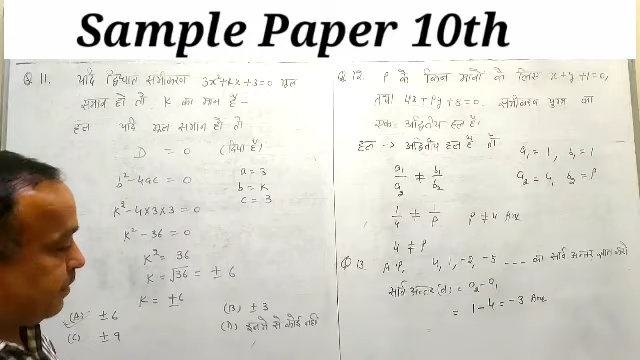 Sample Paper 10th
Q 11. यदि द्विघात समीकरण 3x²+kx+3=0 मूल
समान हो तो K का मान है-
हल यदि मूल समान हो तो
D = 0 (दिया है)
b²-4ac = 0
a = 3
b = K
c = 3
K²-4×3×3=0
K²-36=0
K² = 36
K = √36 = ±6
K = ±6
(A) ±6 (B) ±3
(C) ±9 (D) इनमें से कोई नहीं
Q 12. P के किन मानों के लिए x+y+1=0,
तथा 4x+Py+8=0. समीकरण युग्म का
एक अद्वितीय हल है।
हल → अद्वितीय हल है तो
a₁=1, b₁=1
a₂=4, b₂=P
a₁/a₂ ≠ b₁/b₂
1/4 ≠ 1/P P≠4 Ans
4 ≠ P
Q 13. A.P. 4, 1, -2, -5 ---- का सार्व अन्तर ज्ञात करो
सार्व अन्तर (d) = a₂-a₁
= 1-4 = -3 Ans